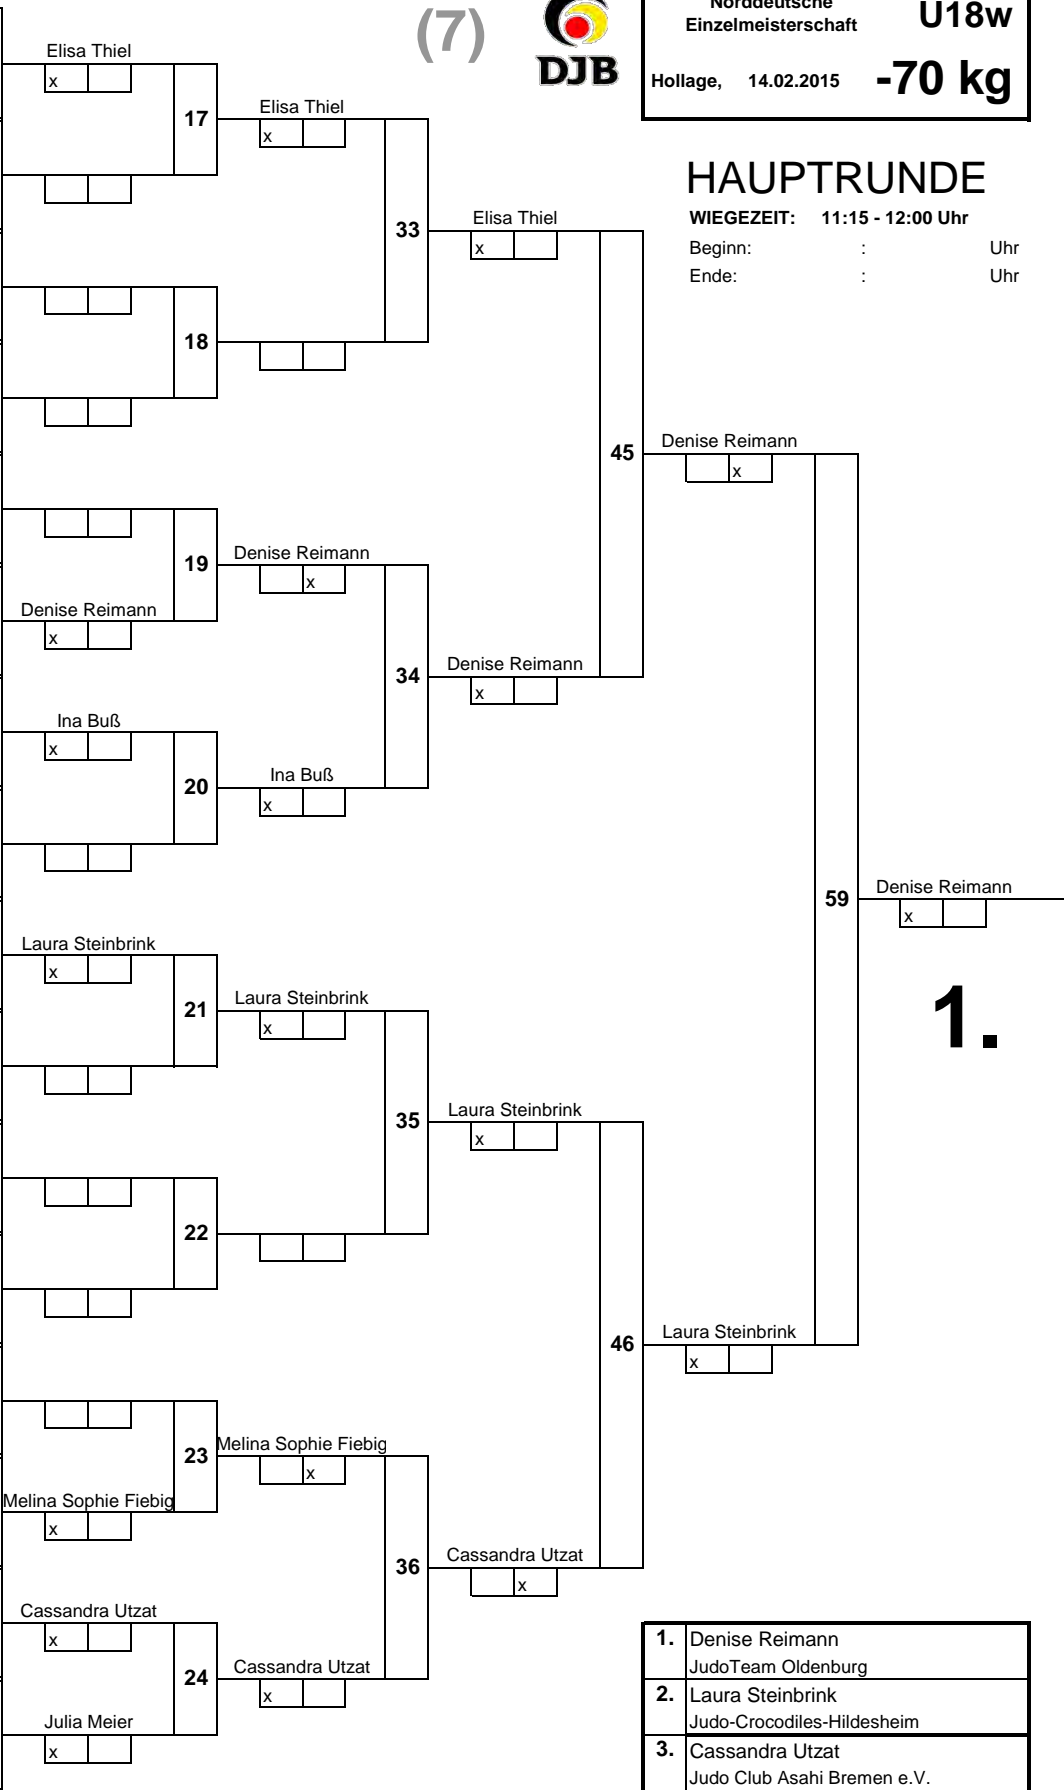 (7)
DJB
Norddeutsche
Einzelmeisterschaft
U18w
Hollage, 14.02.2015
-70 kg
HAUPTRUNDE
WIEGEZEIT: 11:15 - 12:00 Uhr
Beginn: : Uhr
Ende: : Uhr
Elisa Thiel
x
17
Elisa Thiel
x
33
Elisa Thiel
x
18
45
Denise Reimann
x
19
Denise Reimann
x
Denise Reimann
x
34
Denise Reimann
x
Ina Buß
x
20
Ina Buß
x
59
Denise Reimann
x
1.
Laura Steinbrink
x
21
Laura Steinbrink
x
35
Laura Steinbrink
x
22
46
Laura Steinbrink
x
23
Melina Sophie Fiebig
x
Melina Sophie Fiebig
x
36
Cassandra Utzat
x
Cassandra Utzat
x
24
Cassandra Utzat
x
Julia Meier
x
1. Denise Reimann
JudoTeam Oldenburg
2. Laura Steinbrink
Judo-Crocodiles-Hildesheim
3. Cassandra Utzat
Judo Club Asahi Bremen e.V.